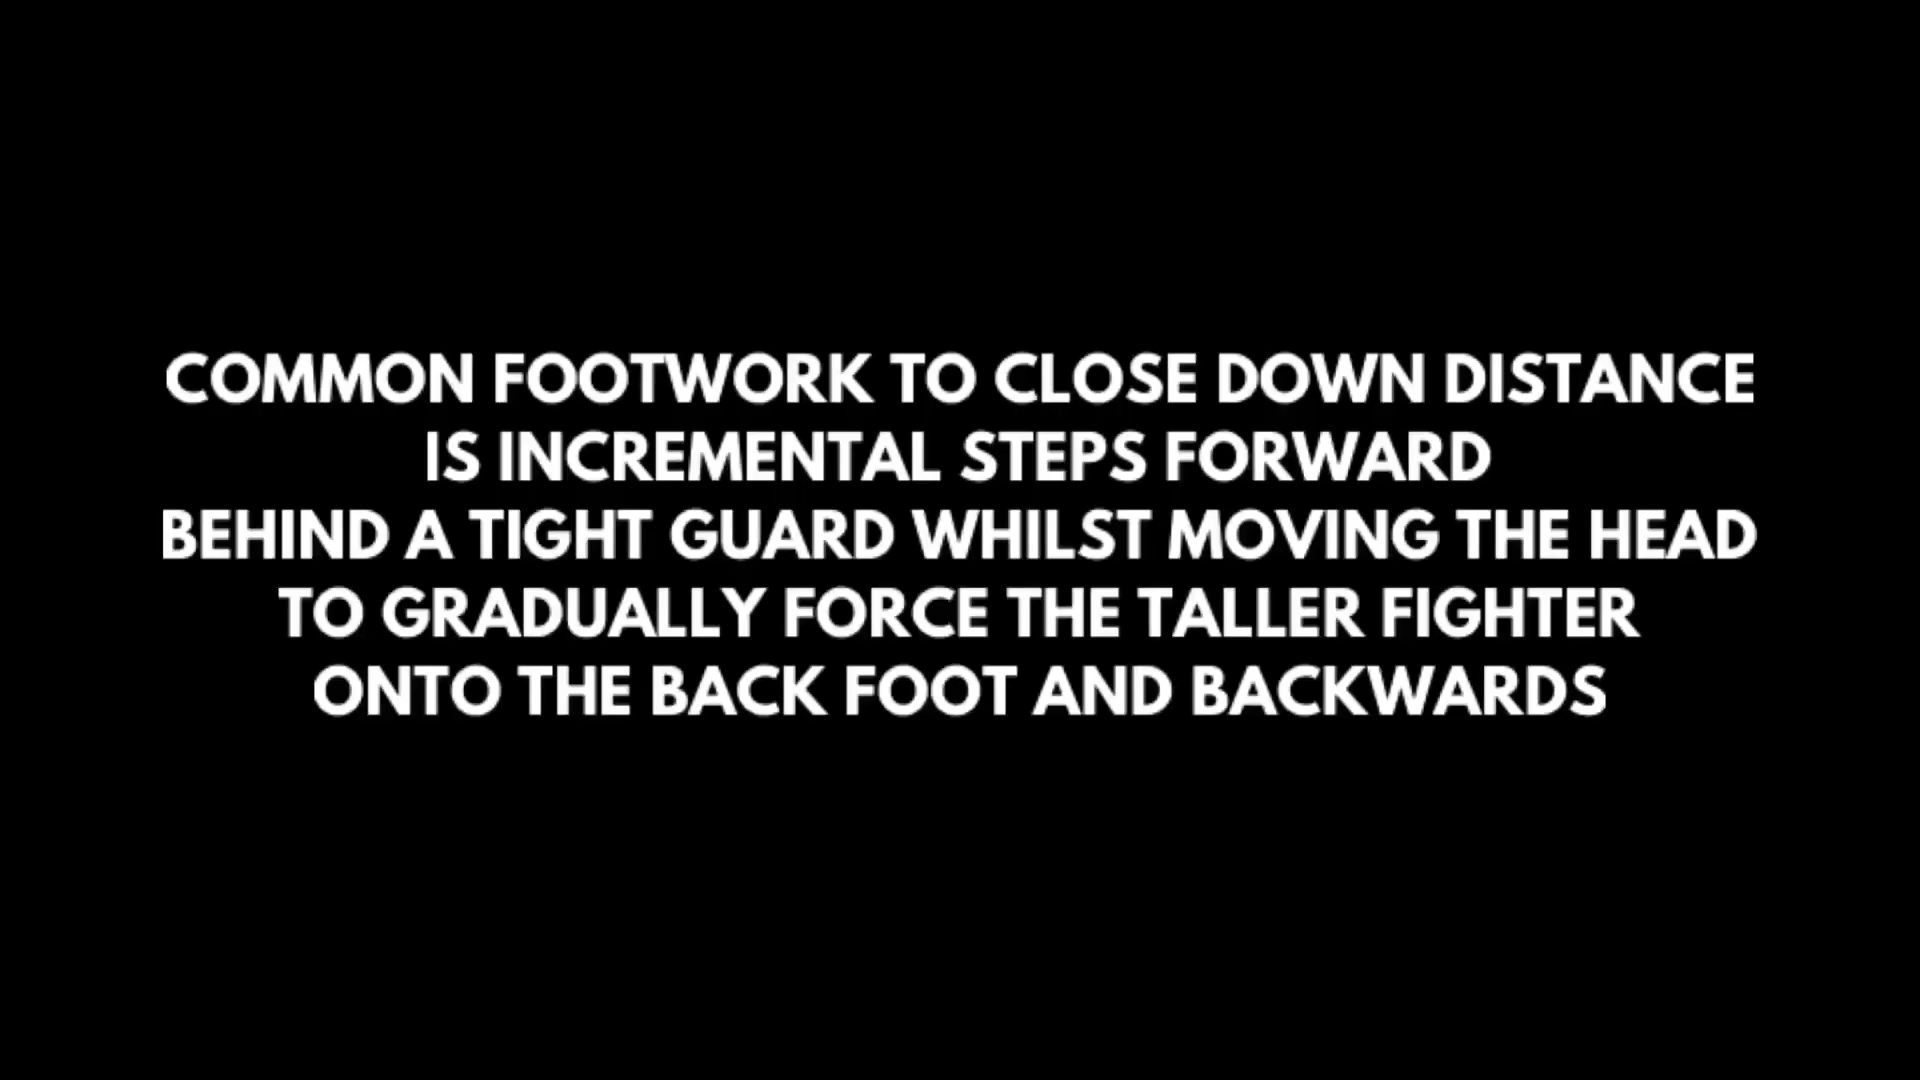 COMMON FOOTWORK TO CLOSE DOWN DISTANCE
IS INCREMENTAL STEPS FORWARD
BEHIND A TIGHT GUARD WHILST MOVING THE HEAD
TO GRADUALLY FORCE THE TALLER FIGHTER
ONTO THE BACK FOOT AND BACKWARDS